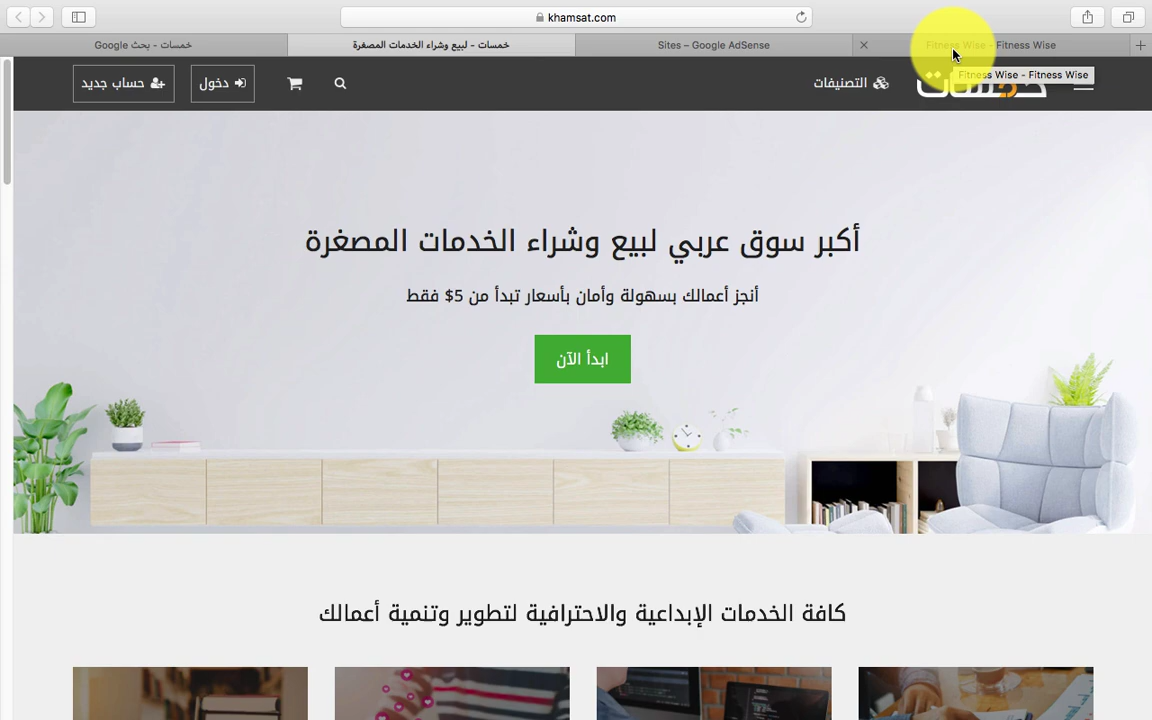 khamsat.com
خمسات - بحث Google
خمسات - لبيع وشراء الخدمات المصغرة
Sites – Google AdSense
Fitness Wise - Fitness Wise
Fitness Wise - Fitness Wise
حساب جديد
دخول
التصنيفات
خمسات
أكبر سوق عربي لبيع وشراء الخدمات المصغرة
أنجز أعمالك بسهولة وأمان بأسعار تبدأ من 5$ فقط
ابدأ الآن
كافة الخدمات الإبداعية والاحترافية لتطوير وتنمية أعمالك